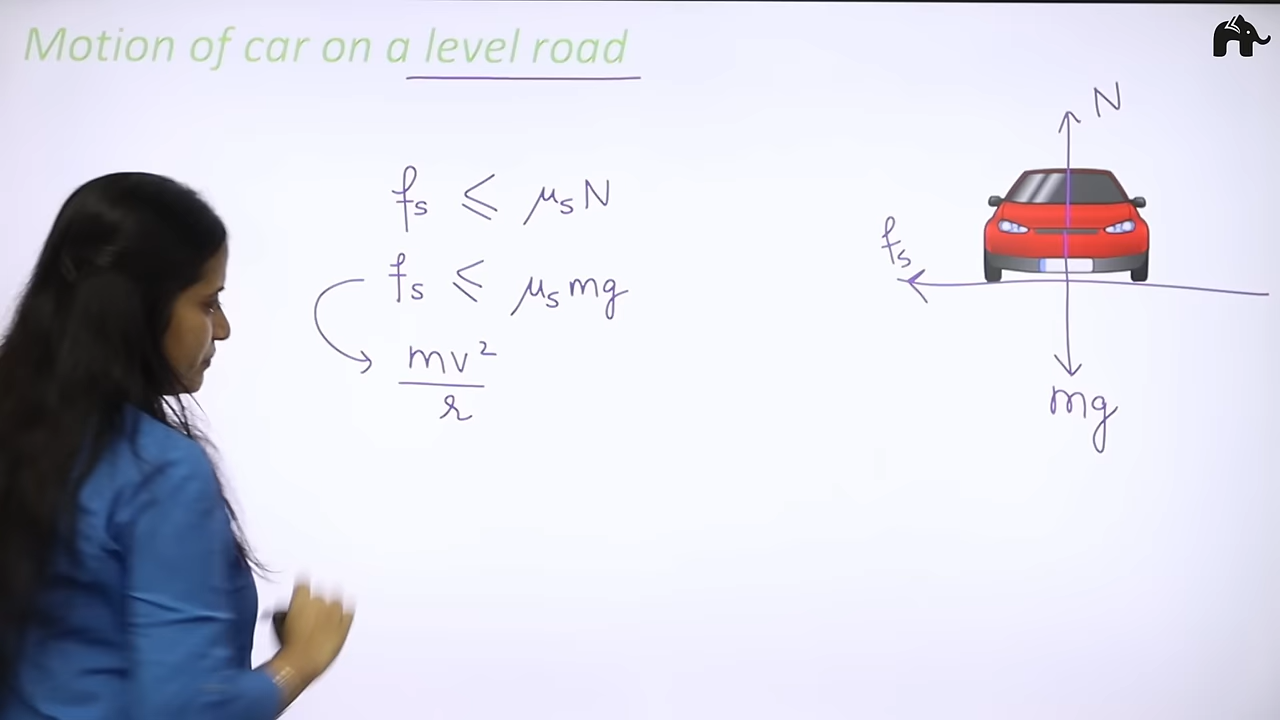 Motion of car on a level road
N
fs ≤ μs N
fs
fs ≤ μs mg
mv²
r
mg